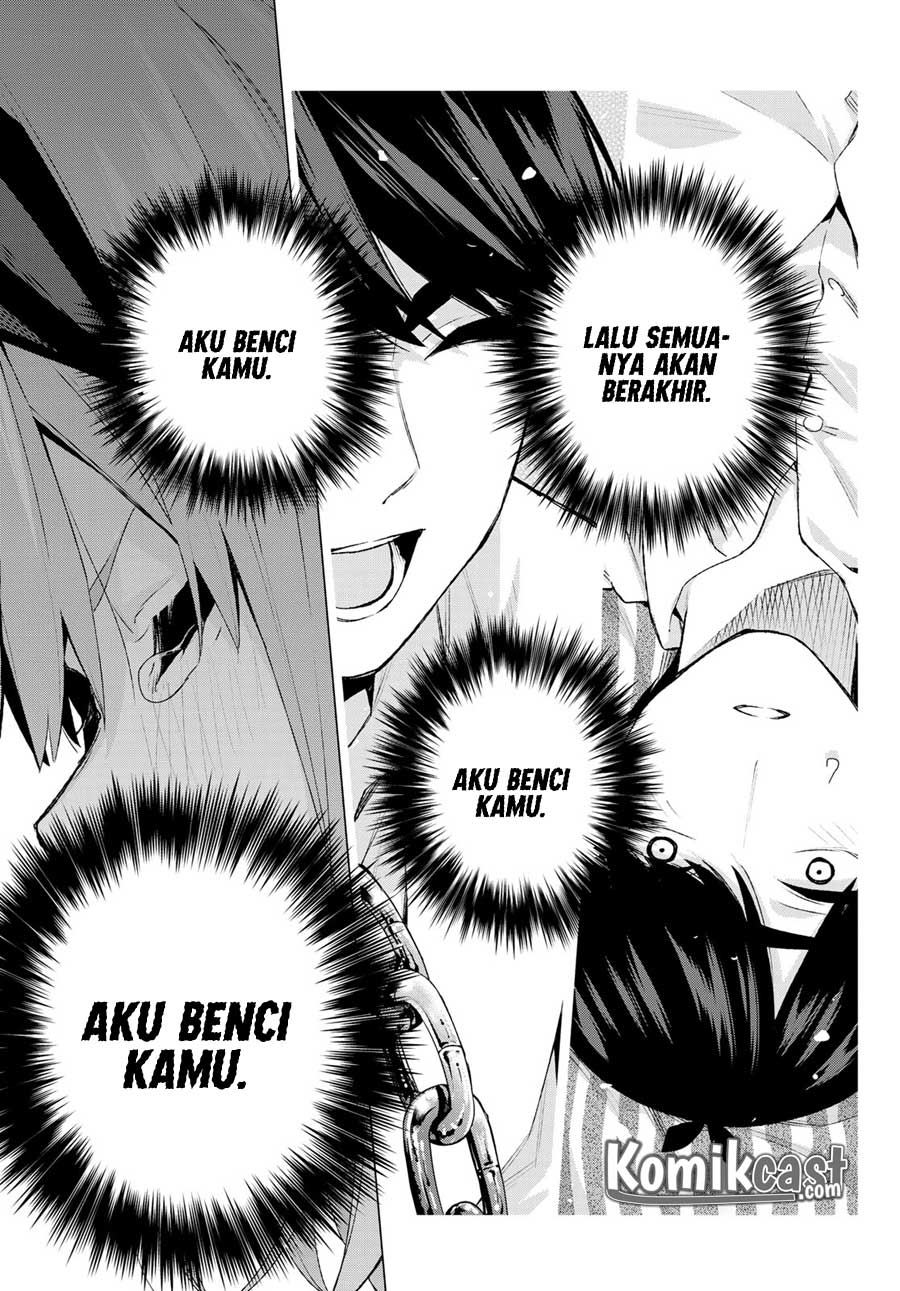 LALU SEMUA-
NYA AKAN
BERAKHIR.
AKU BENCI
KAMU.
AKU BENCI
KAMU.
AKU BENCI
KAMU.
?
Komikcast
.com